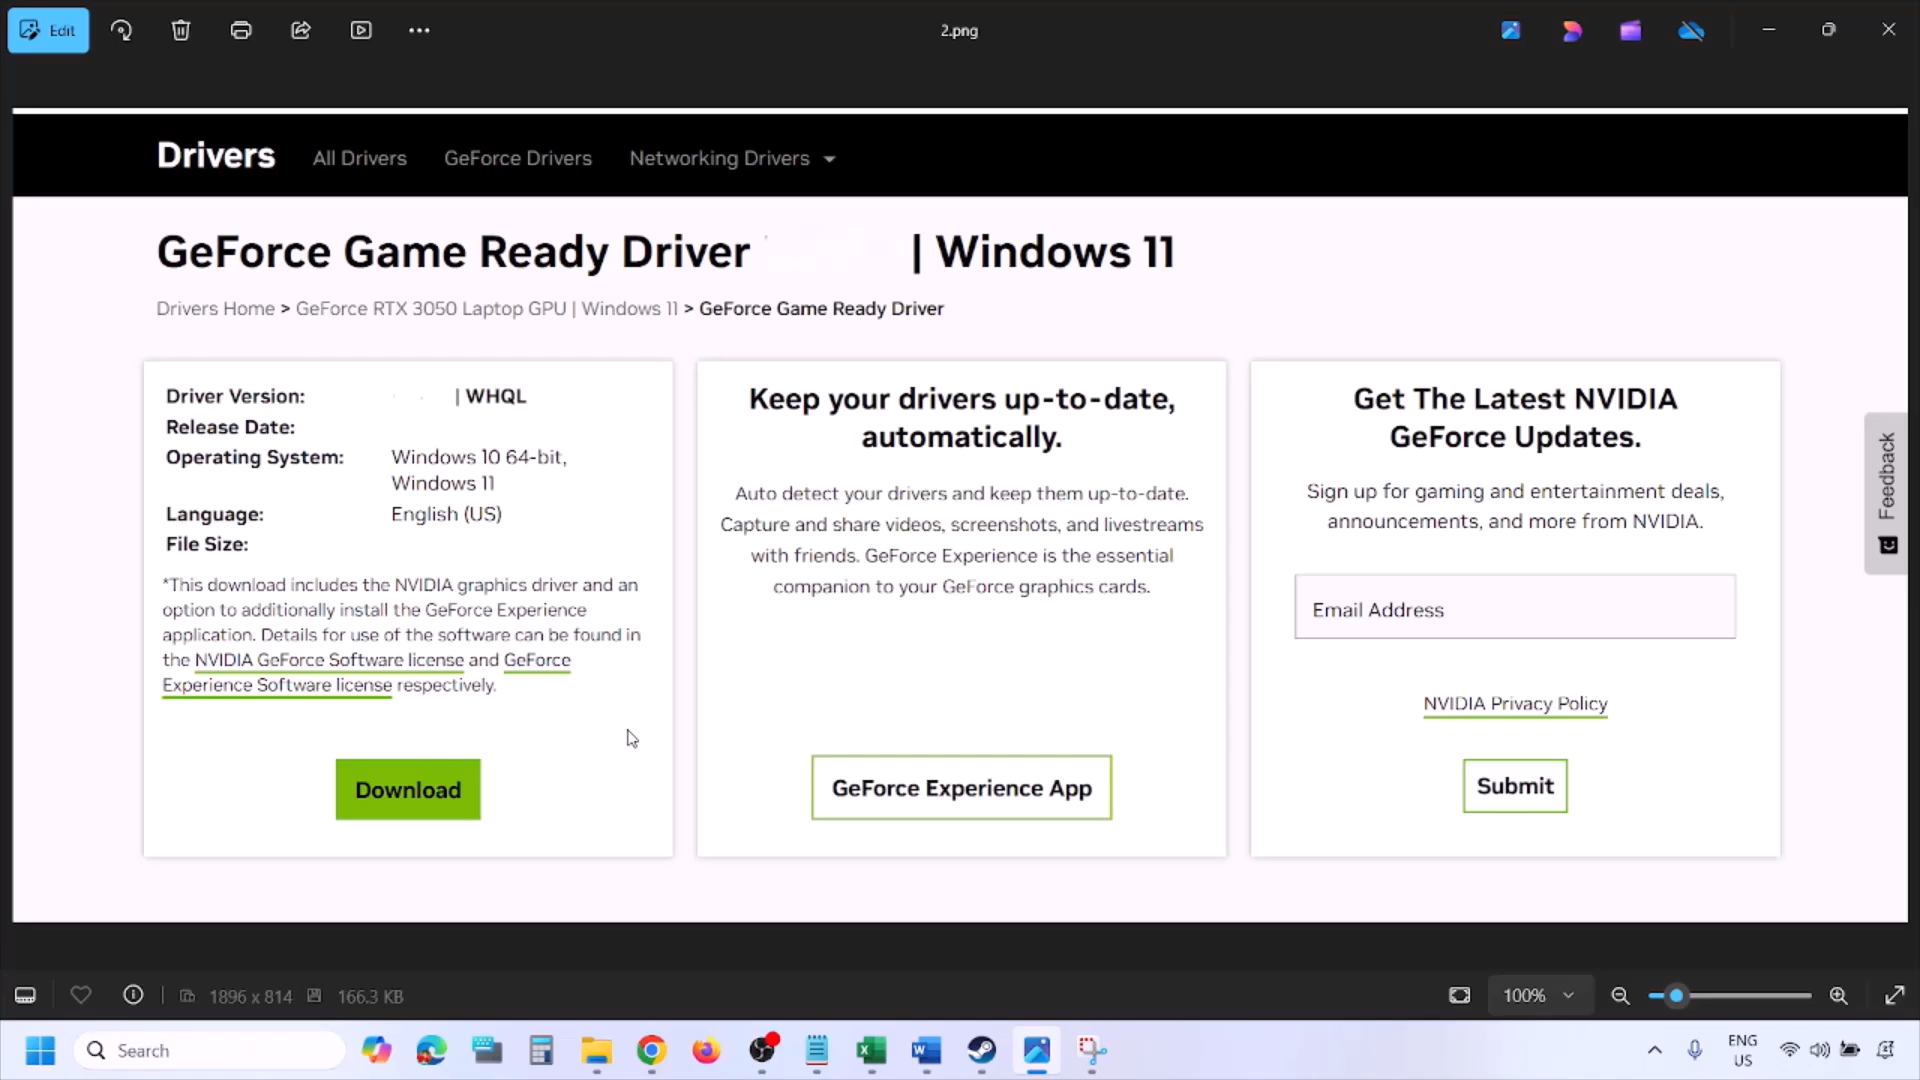 Edit
2.png
Drivers All Drivers GeForce Drivers Networking Drivers
GeForce Game Ready Driver | Windows 11
Drivers Home > GeForce RTX 3050 Laptop GPU | Windows 11 > GeForce Game Ready Driver
Driver Version: | WHQL
Release Date:
Operating System: Windows 10 64-bit,
Windows 11
Language: English (US)
File Size:
*This download includes the NVIDIA graphics driver and an
option to additionally install the GeForce Experience
application. Details for use of the software can be found in
the NVIDIA GeForce Software license and GeForce
Experience Software license respectively.
Download
Keep your drivers up-to-date,
automatically.
Auto detect your drivers and keep them up-to-date.
Capture and share videos, screenshots, and livestreams
with friends. GeForce Experience is the essential
companion to your GeForce graphics cards.
GeForce Experience App
Get The Latest NVIDIA
GeForce Updates.
Sign up for gaming and entertainment deals,
announcements, and more from NVIDIA.
Email Address
NVIDIA Privacy Policy
Submit
Feedback
1896 x 814 166.3 KB
100%
Search
ENG
US